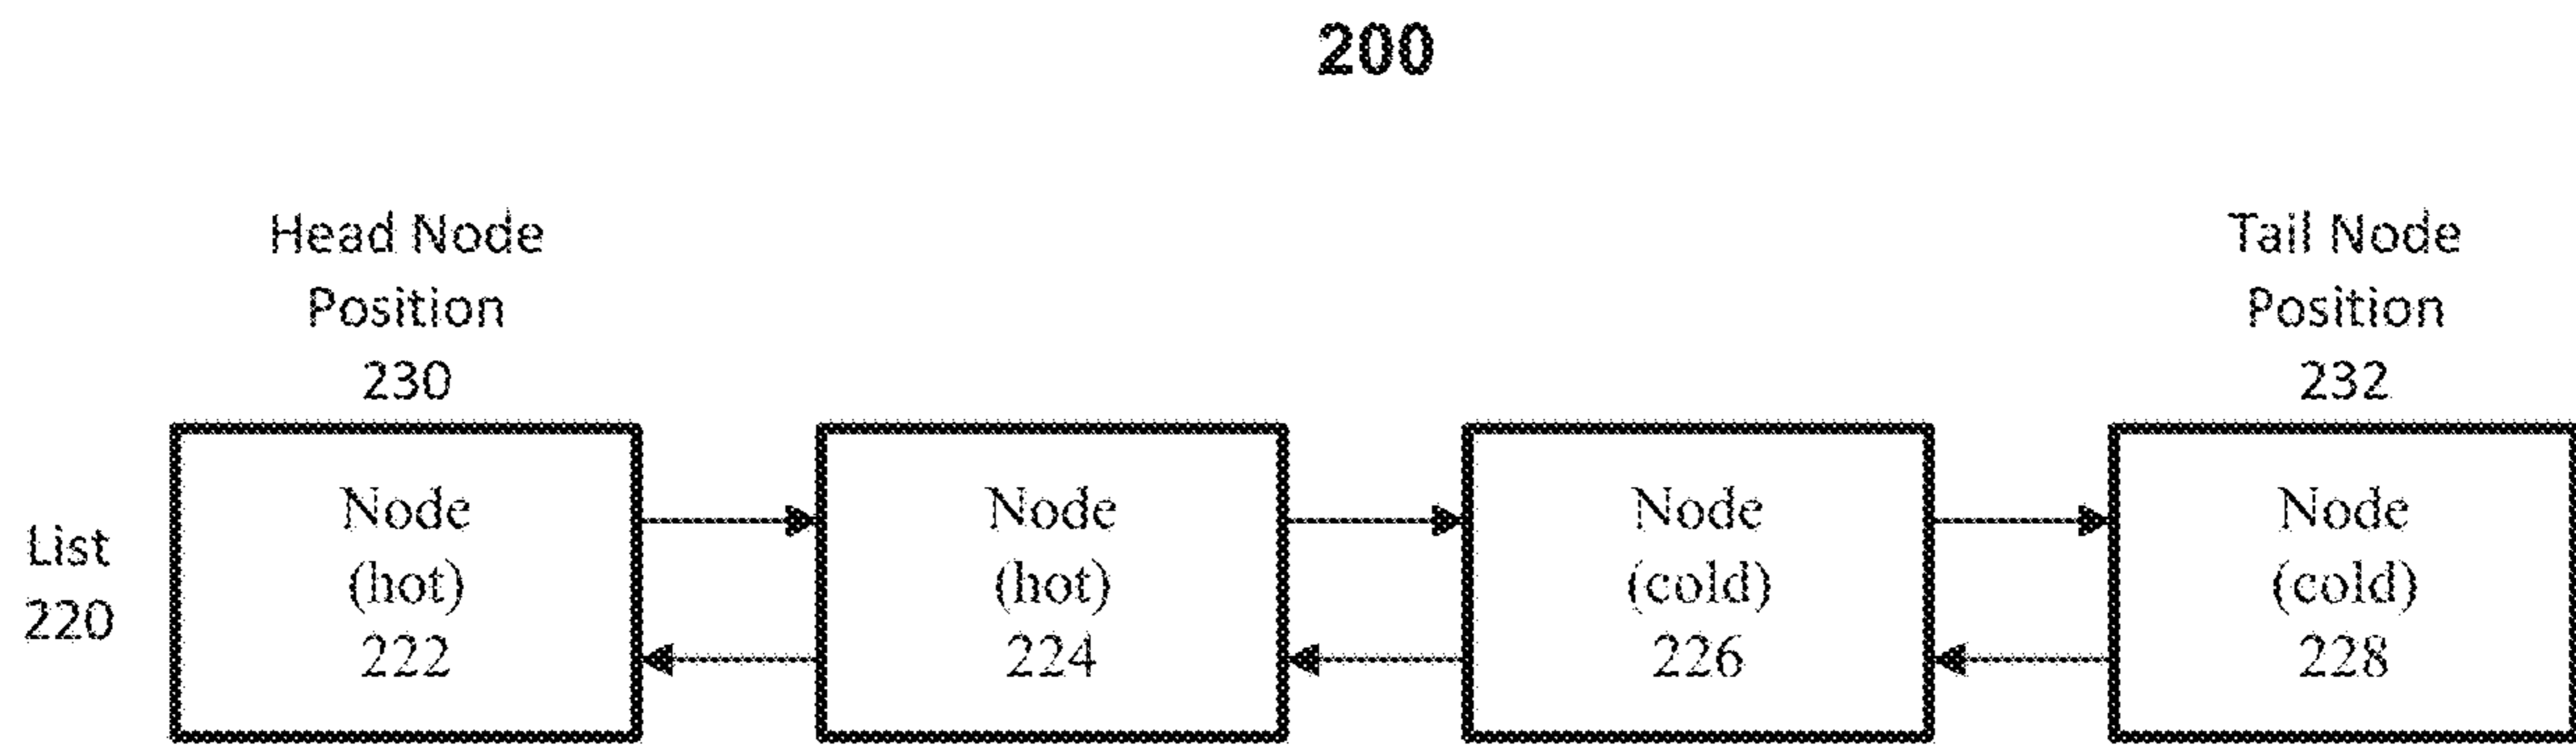 200
Head Node
Position
230
Tail Node
Position
232
List
220
Node
(hot)
222
Node
(hot)
224
Node
(cold)
226
Node
(cold)
228